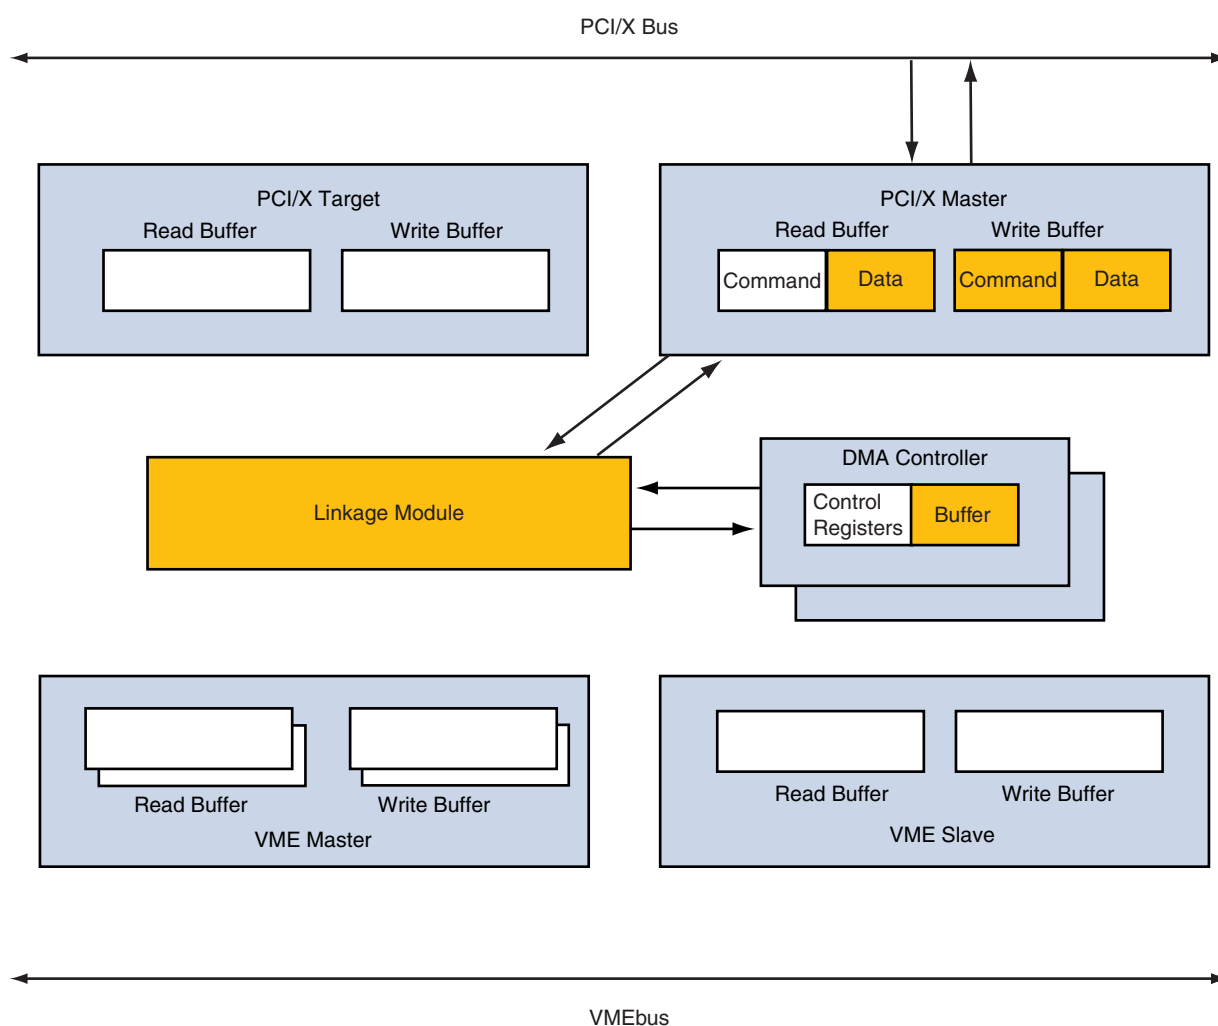 PCI/X Bus
PCI/X Target
Read Buffer
Write Buffer
PCI/X Master
Read Buffer
Write Buffer
Command
Data
Command
Data
Linkage Module
DMA Controller
Control
Registers
Buffer
Read Buffer
Write Buffer
VME Master
Read Buffer
Write Buffer
VME Slave
VMEbus